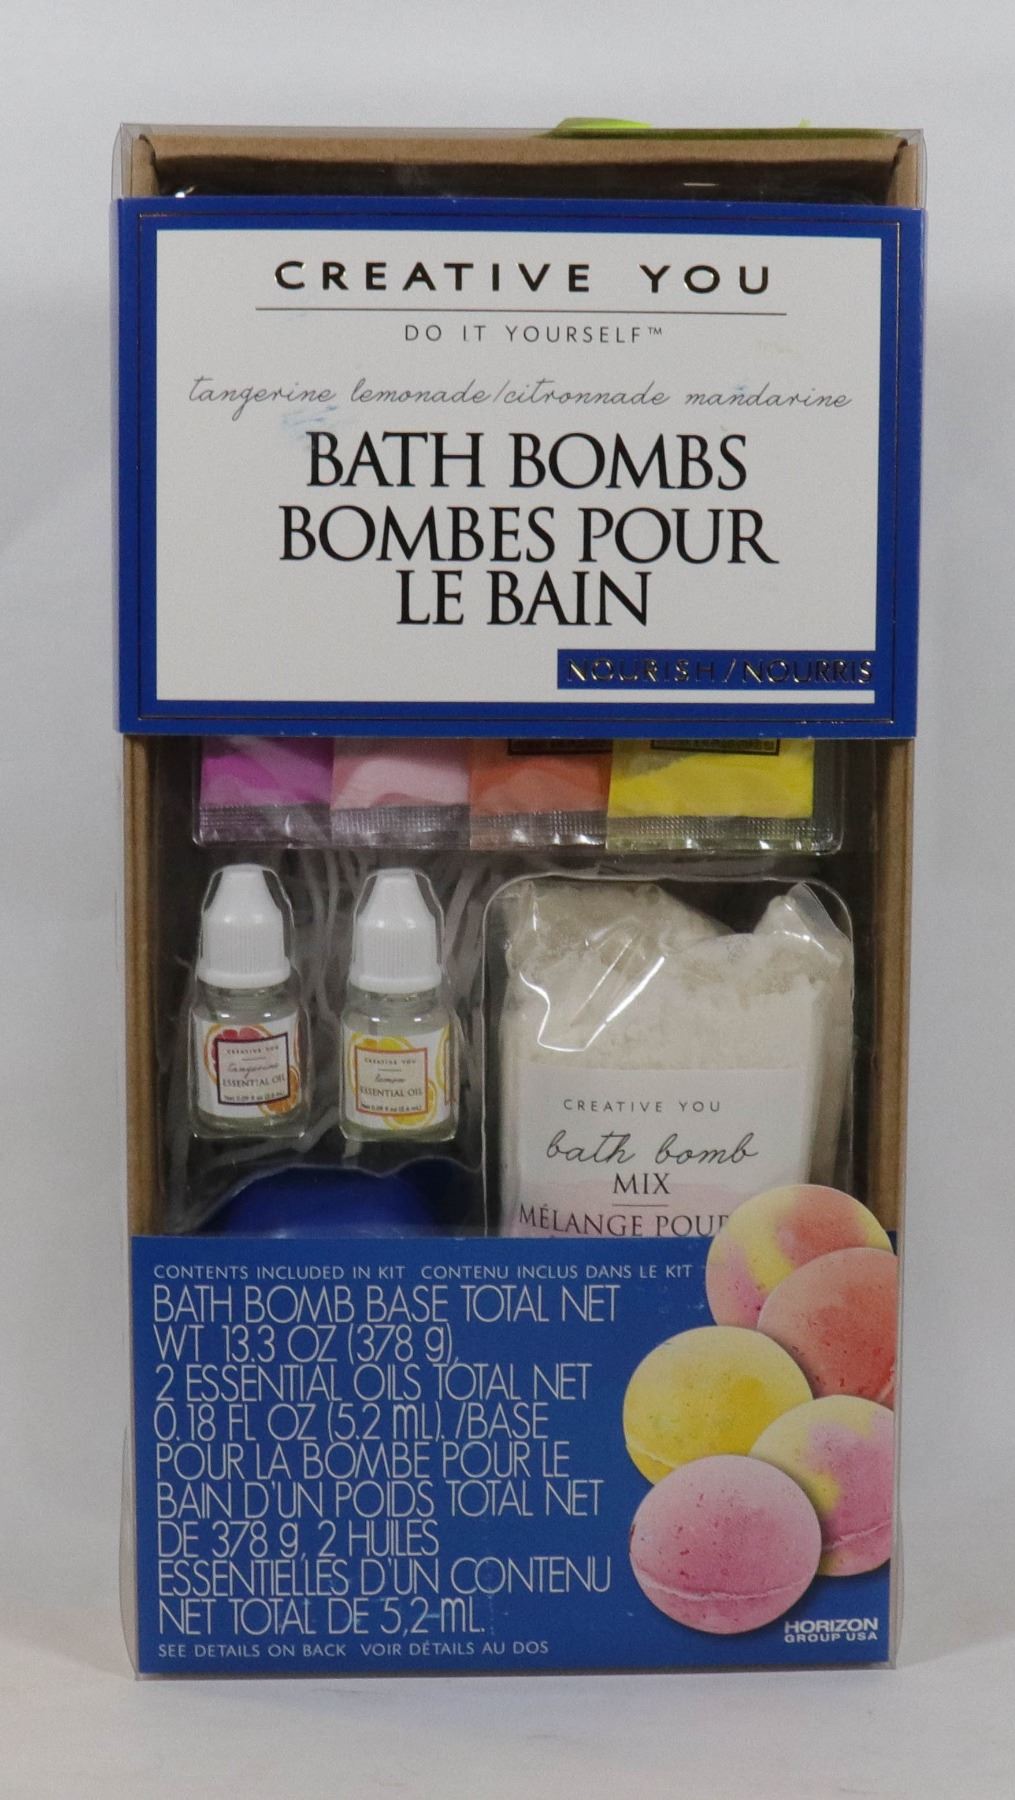 CREATIVE YOU
DO IT YOURSELF™
tangerine lemonade/citronnade mandarine
BATH BOMBS
BOMBES POUR
LE BAIN
NOURISH/NOURRIS
CREATIVE YOU
tangerine
ESSENTIAL OIL
CREATIVE YOU
lemon
ESSENTIAL OIL
CREATIVE YOU
bath bomb
MIX
MÉLANGE POUR
CONTENTS INCLUDED IN KIT CONTENU INCLUS DANS LE KIT
BATH BOMB BASE TOTAL NET
WT 13.3 OZ (378 g),
2 ESSENTIAL OILS TOTAL NET
0.18 FL OZ (5.2 mL). /BASE
POUR LA BOMBE POUR LE
BAIN D'UN POIDS TOTAL NET
DE 378 g, 2 HUILES
ESSENTIELLES D'UN CONTENU
NET TOTAL DE 5,2 mL.
SEE DETAILS ON BACK VOIR DÉTAILS AU DOS
HORIZON
GROUP USA